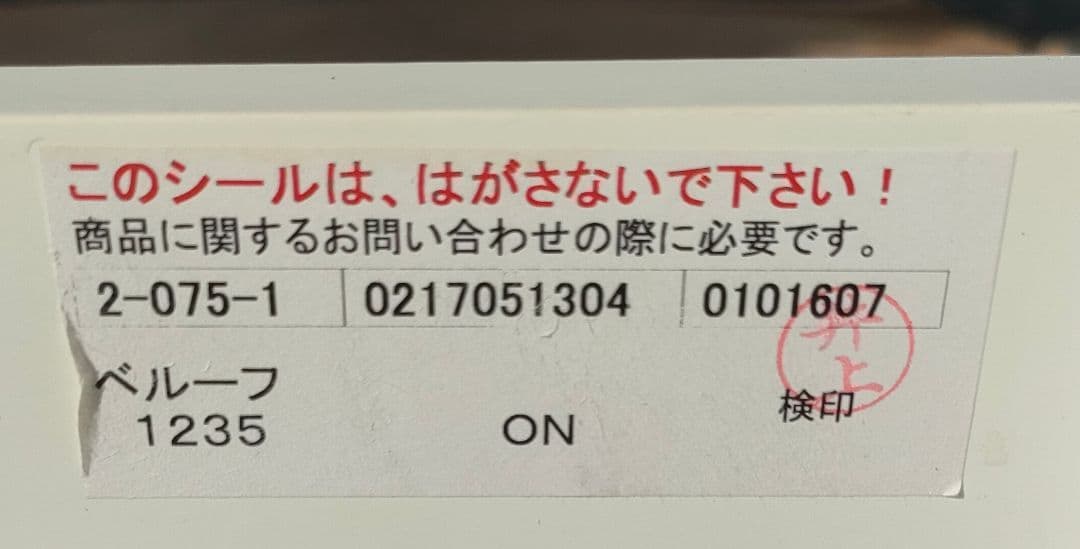 このシールは、はがさないで下さい！
商品に関するお問い合わせの際に必要です。
2-075-1 0217051304 0101607
ベルーフ
1235 ON 検印
井上